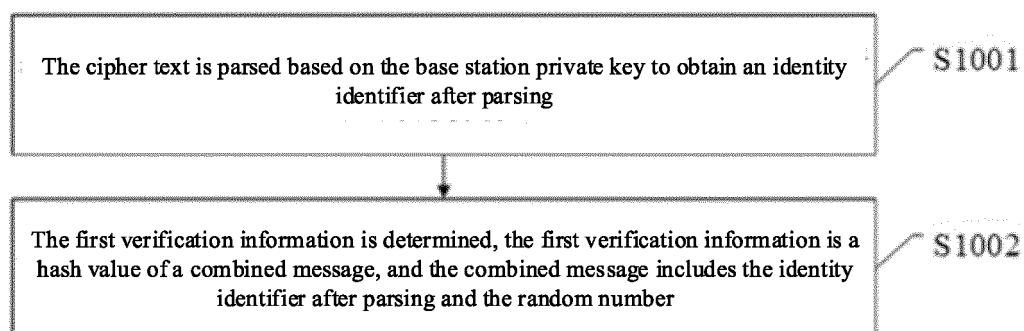 The cipher text is parsed based on the base station private key to obtain an identity
identifier after parsing
S1001
The first verification information is determined, the first verification information is a
hash value of a combined message, and the combined message includes the identity
identifier after parsing and the random number
S1002